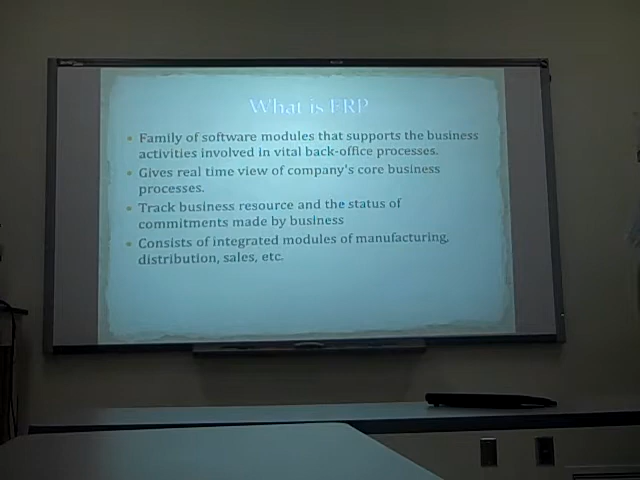 What is ERP
Family of software modules that supports the business
activities involved in vital back-office processes.
Gives real time view of company's core business
processes.
Track business resource and the status of
commitments made by business
Consists of integrated modules of manufacturing,
distribution, sales, etc.